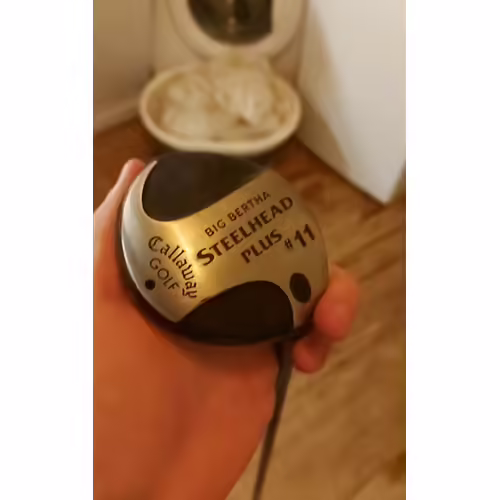 BIG BERTHA
STEELHEAD
PLUS #11
Callaway
GOLF